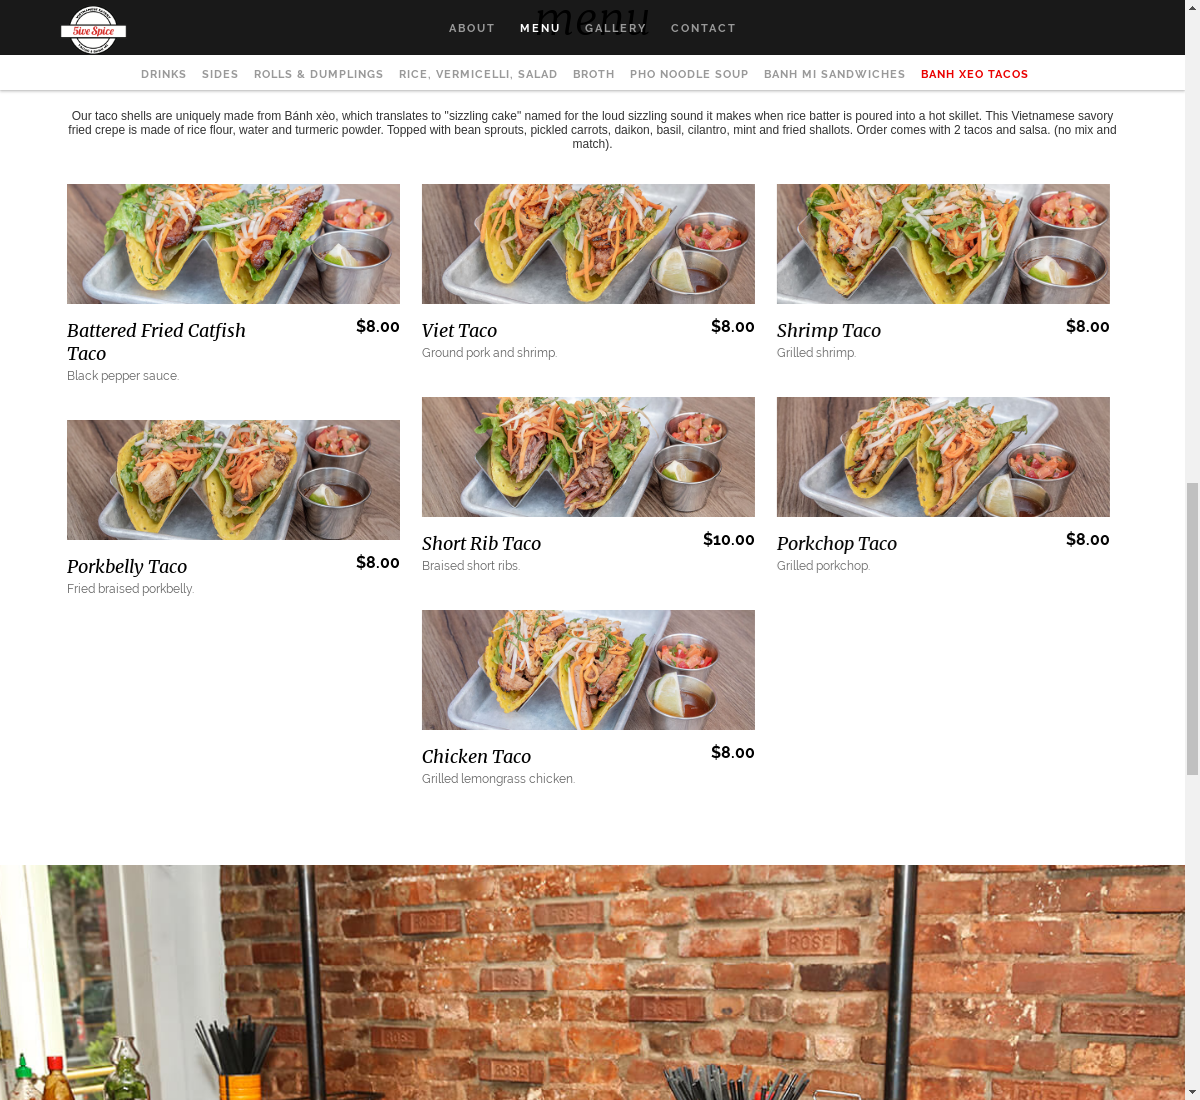 menu
5ive Spice
ABOUT MENU GALLERY CONTACT
DRINKS SIDES ROLLS & DUMPLINGS RICE, VERMICELLI, SALAD BROTH PHO NOODLE SOUP BANH MI SANDWICHES BANH XEO TACOS
Our taco shells are uniquely made from Bánh xèo, which translates to "sizzling cake" named for the loud sizzling sound it makes when rice batter is poured into a hot skillet. This Vietnamese savory
fried crepe is made of rice flour, water and turmeric powder. Topped with bean sprouts, pickled carrots, daikon, basil, cilantro, mint and fried shallots. Order comes with 2 tacos and salsa. (no mix and
match).
Battered Fried Catfish
Taco
$8.00
Black pepper sauce.
Viet Taco
$8.00
Ground pork and shrimp.
Shrimp Taco
$8.00
Grilled shrimp.
Porkbelly Taco
$8.00
Fried braised porkbelly.
Short Rib Taco
$10.00
Braised short ribs.
Porkchop Taco
$8.00
Grilled porkchop.
Chicken Taco
$8.00
Grilled lemongrass chicken.
ROSE
ROSE
ROSE
ROSE
ROSE
ROSE
ROSE
ROSE